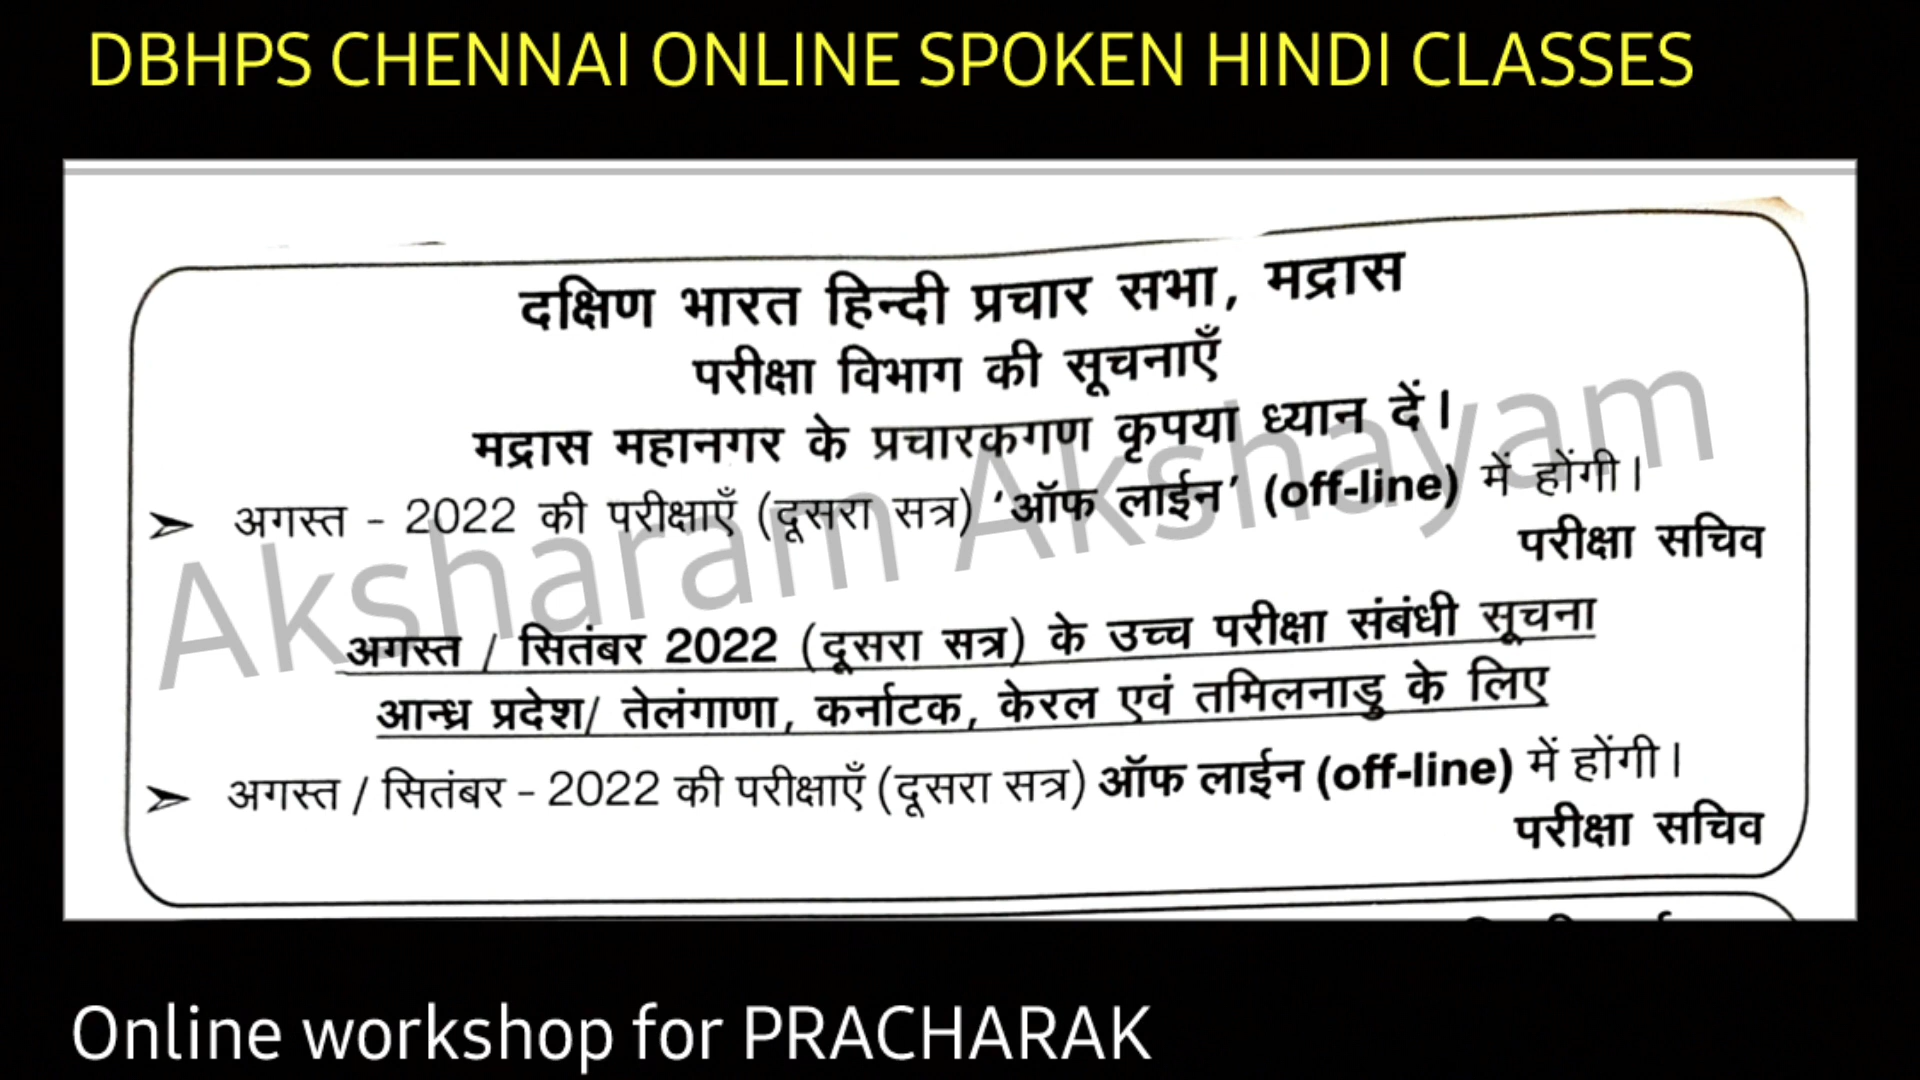 DBHPS CHENNAI ONLINE SPOKEN HINDI CLASSES
दक्षिण भारत हिन्दी प्रचार सभा, मद्रास
परीक्षा विभाग की सूचनाएँ
मद्रास महानगर के प्रचारकगण कृपया ध्यान दें।
➢ अगस्त - 2022 की परीक्षाएँ (दूसरा सत्र) ‘ऑफ लाईन’ (off-line) में होंगी।
परीक्षा सचिव
Aksharam Akshayam
अगस्त / सितंबर 2022 (दूसरा सत्र) के उच्च परीक्षा संबंधी सूचना
आन्ध्र प्रदेश/ तेलंगाणा, कर्नाटक, केरल एवं तमिलनाडु के लिए
➢ अगस्त / सितंबर - 2022 की परीक्षाएँ (दूसरा सत्र) ऑफ लाईन (off-line) में होंगी।
परीक्षा सचिव
Online workshop for PRACHARAK